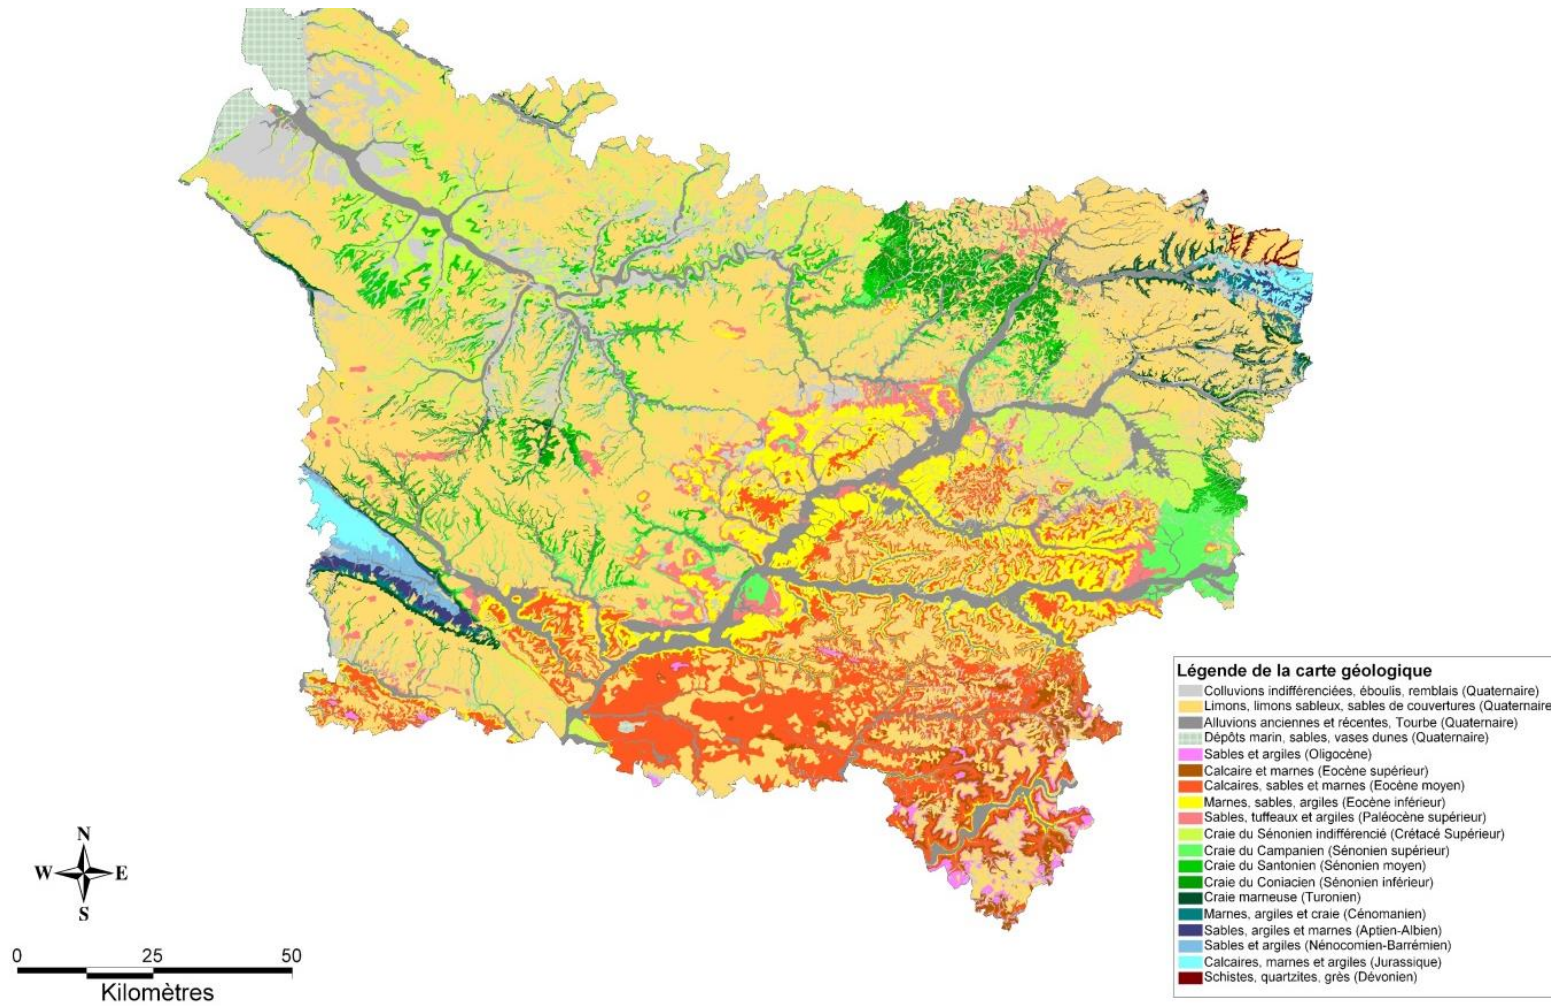 Légende de la carte géologique
Colluvions indifférenciées, éboulis, remblais (Quaternaire)
Limons, limons sableux, sables de couvertures (Quaternaire
Alluvions anciennes et récentes, Tourbe (Quaternaire)
Dépôts marin, sables, vases dunes (Quaternaire)
Sables et argiles (Oligocène)
Calcaire et marnes (Eocène supérieur)
Calcaires, sables et marnes (Eocène moyen)
Marnes, sables, argiles (Eocène inférieur)
Sables, tuffeaux et argiles (Paléocène supérieur)
Craie du Sénonien indifférencié (Crétacé Supérieur)
Craie du Campanien (Sénonien supérieur)
Craie du Santonien (Sénonien moyen)
Craie du Coniacien (Sénonien inférieur)
Craie marneuse (Turonien)
Marnes, argiles et craie (Cénomanien)
Sables, argiles et marnes (Aptien-Albien)
Sables et argiles (Nénocomien-Barrémien)
Calcaires, marnes et argiles (Jurassique)
Schistes, quartzites, grès (Dévonien)
N
W E
S
0 25 50
Kilomètres